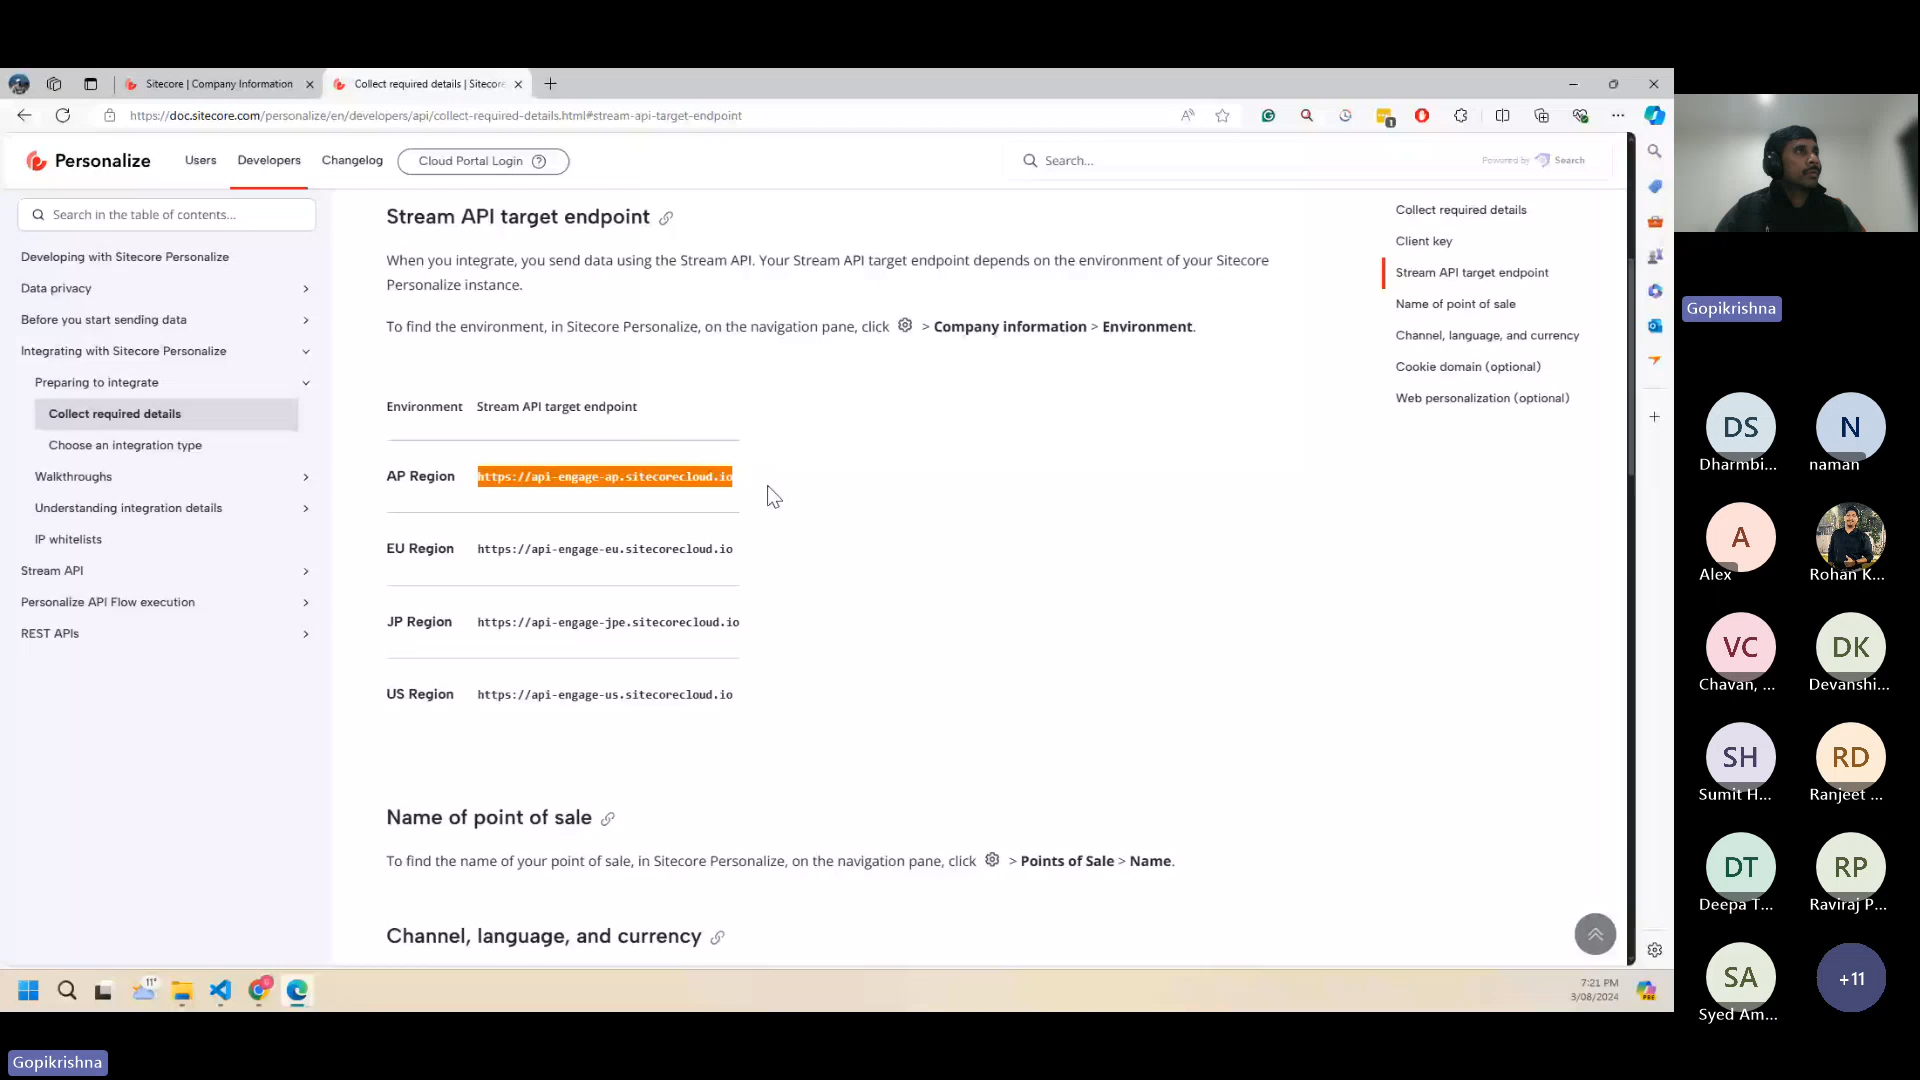 Sitecore | Company Information
Collect required details | Sitecore
https://doc.sitecore.com/personalize/en/developers/api/collect-required-details.html#stream-api-target-endpoint
1
Personalize
Users
Developers
Changelog
Cloud Portal Login
Search...
Powered by Search
Search in the table of contents...
Developing with Sitecore Personalize
Data privacy
Before you start sending data
Integrating with Sitecore Personalize
Preparing to integrate
Collect required details
Choose an integration type
Walkthroughs
Understanding integration details
IP whitelists
Stream API
Personalize API Flow execution
REST APIs
Stream API target endpoint
When you integrate, you send data using the Stream API. Your Stream API target endpoint depends on the environment of your Sitecore
Personalize instance.
To find the environment, in Sitecore Personalize, on the navigation pane, click > Company information > Environment.
Environment Stream API target endpoint
AP Region https://api-engage-ap.sitecorecloud.io
EU Region https://api-engage-eu.sitecorecloud.io
JP Region https://api-engage-jpe.sitecorecloud.io
US Region https://api-engage-us.sitecorecloud.io
Name of point of sale
To find the name of your point of sale, in Sitecore Personalize, on the navigation pane, click > Points of Sale > Name.
Channel, language, and currency
Collect required details
Client key
Stream API target endpoint
Name of point of sale
Channel, language, and currency
Cookie domain (optional)
Web personalization (optional)
11°
7:21 PM
3/08/2024
Gopikrishna
DS
Dharmbi...
N
naman
A
Alex
Rohan K...
VC
Chavan, ...
DK
Devanshi...
SH
Sumit H...
RD
Ranjeet ...
DT
Deepa T...
RP
Raviraj P...
SA
Syed Am...
+11
Gopikrishna